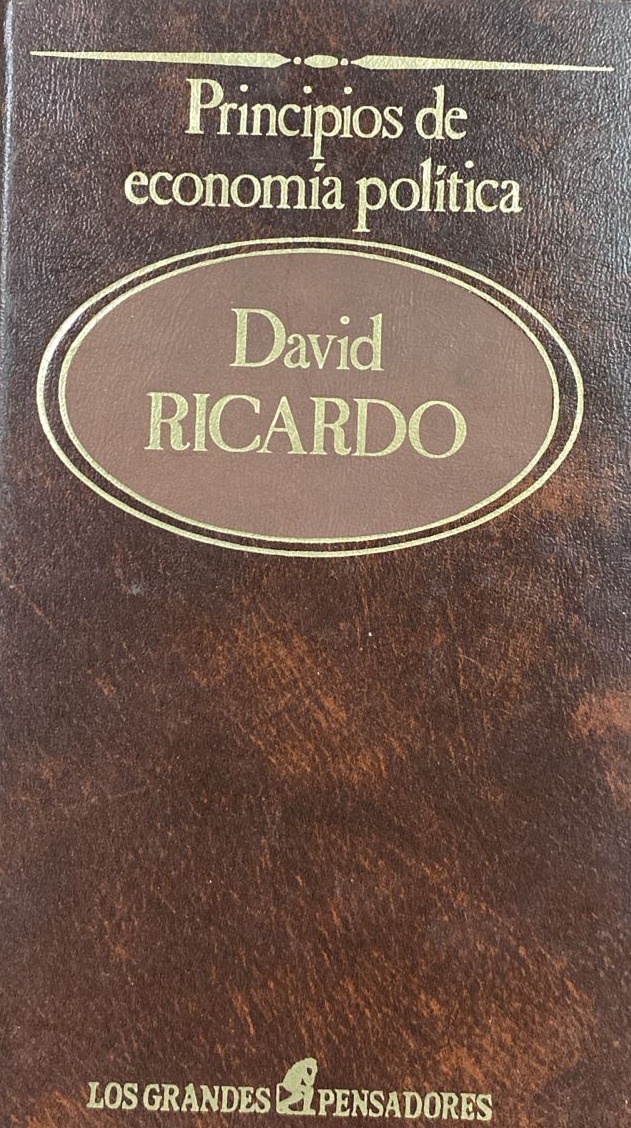 Principios de
economía política
David
RICARDO
LOS GRANDES PENSADORES